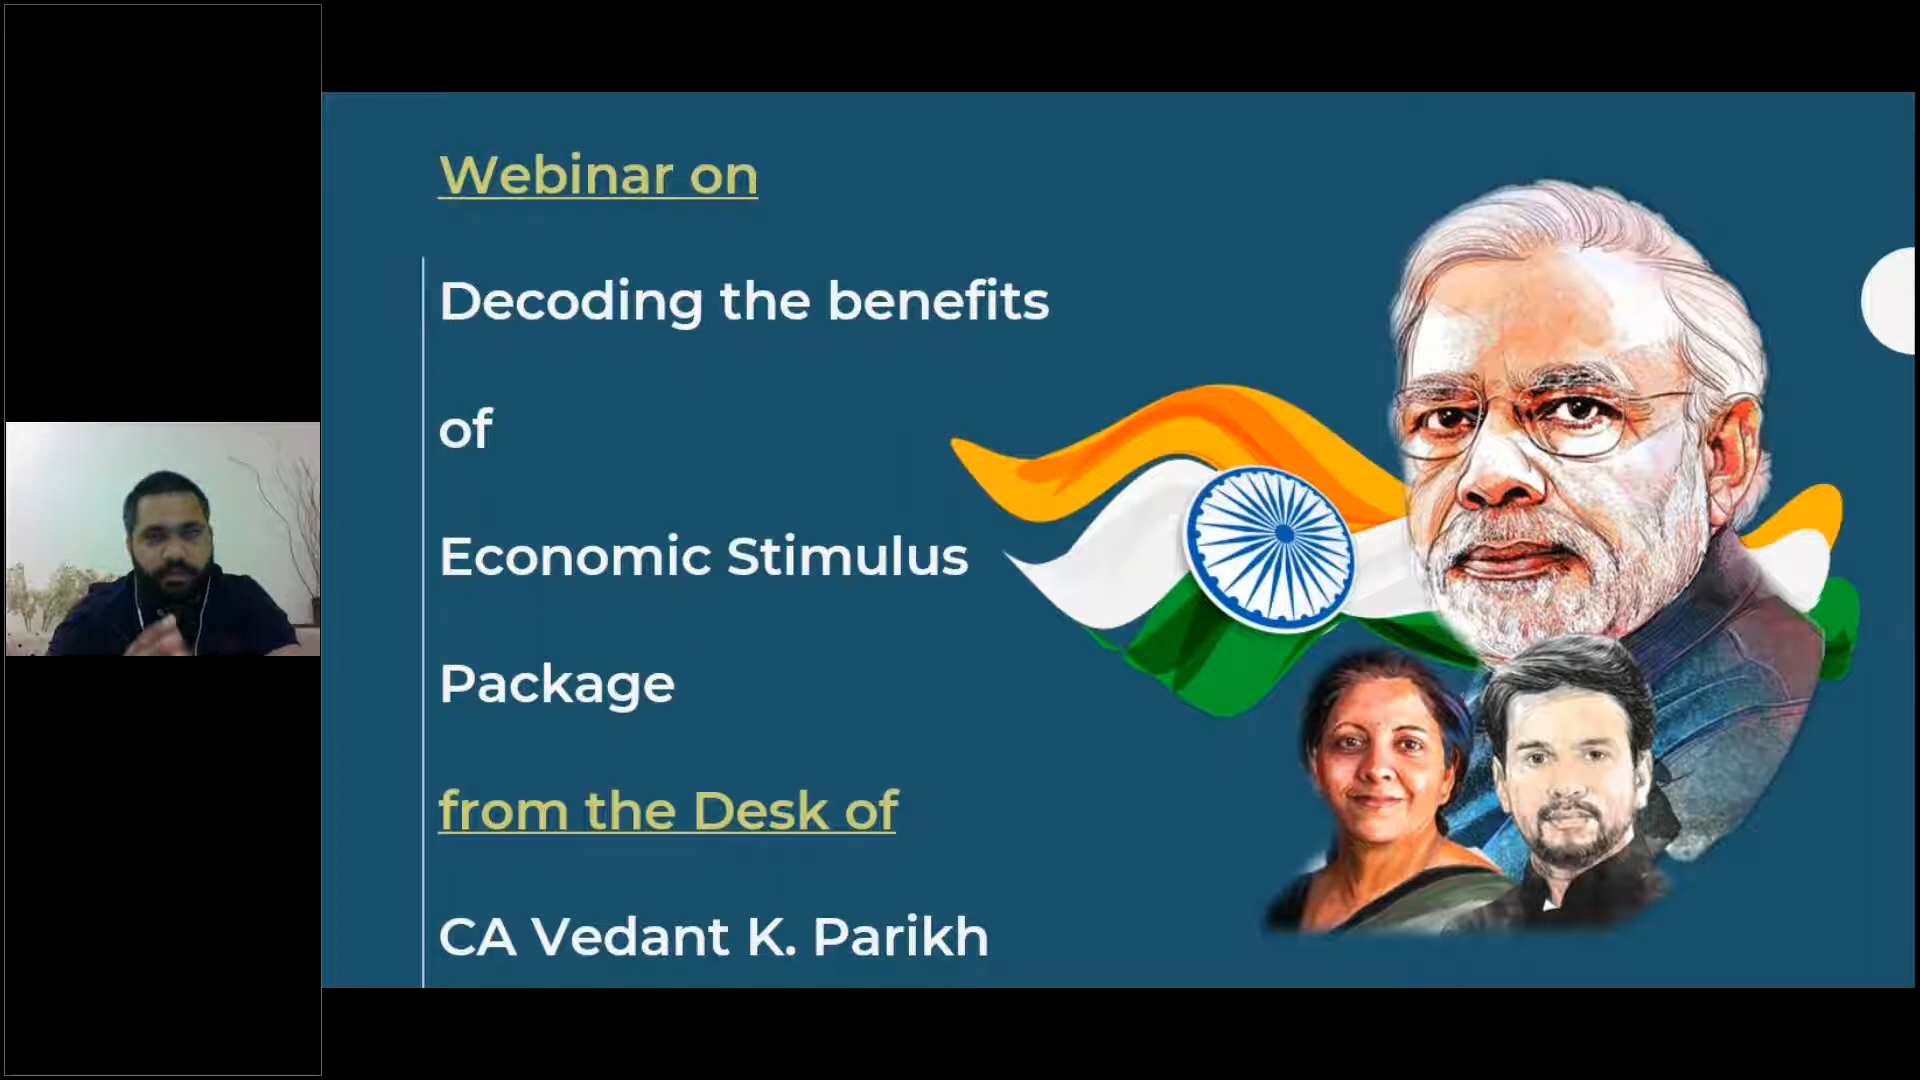 Webinar on
Decoding the benefits
of
Economic Stimulus
Package
from the Desk of
CA Vedant K. Parikh